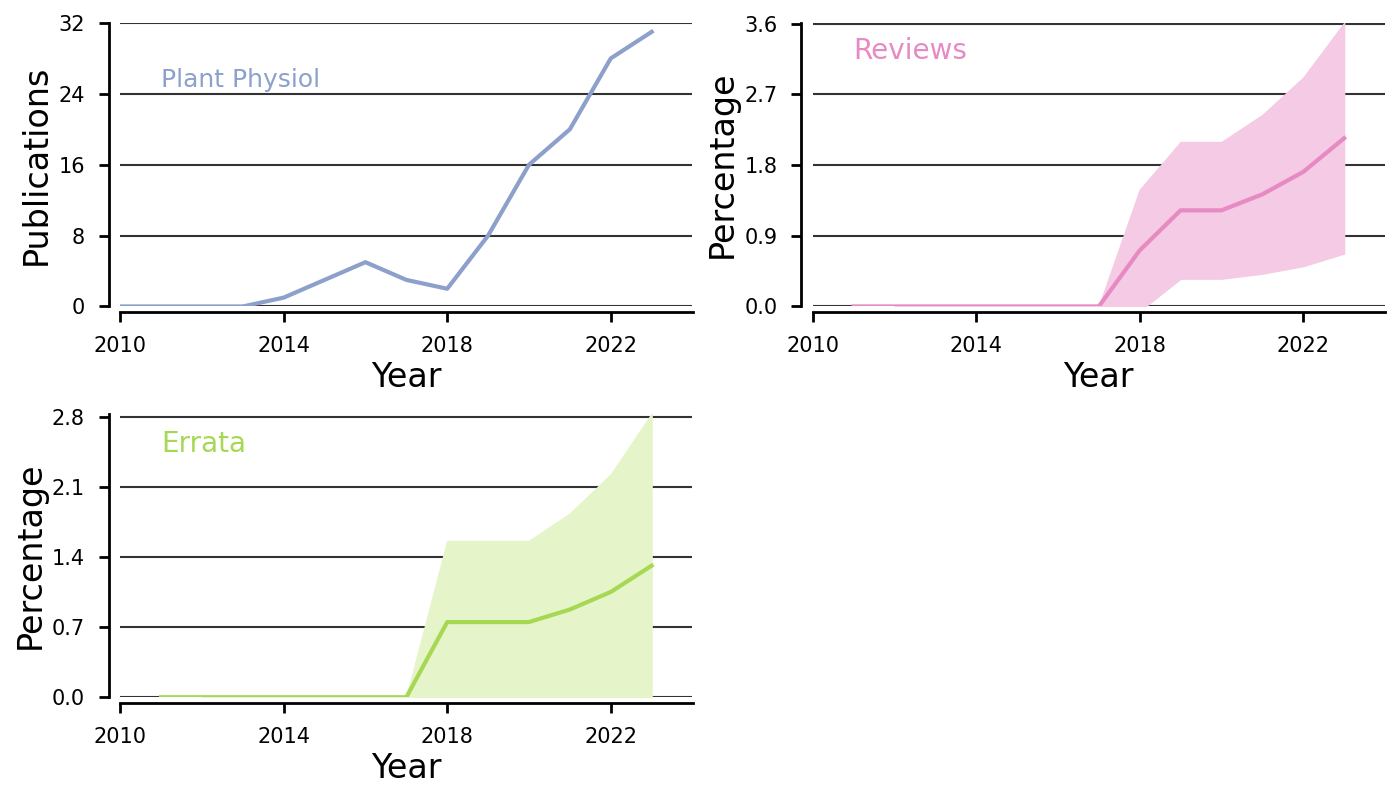 Publications
32
24
16
8
0
Plant Physiol
2010 2014 2018 2022
Year
Percentage
3.6
2.7
1.8
0.9
0.0
Reviews
2010 2014 2018 2022
Year
Percentage
2.8
2.1
1.4
0.7
0.0
Errata
2010 2014 2018 2022
Year